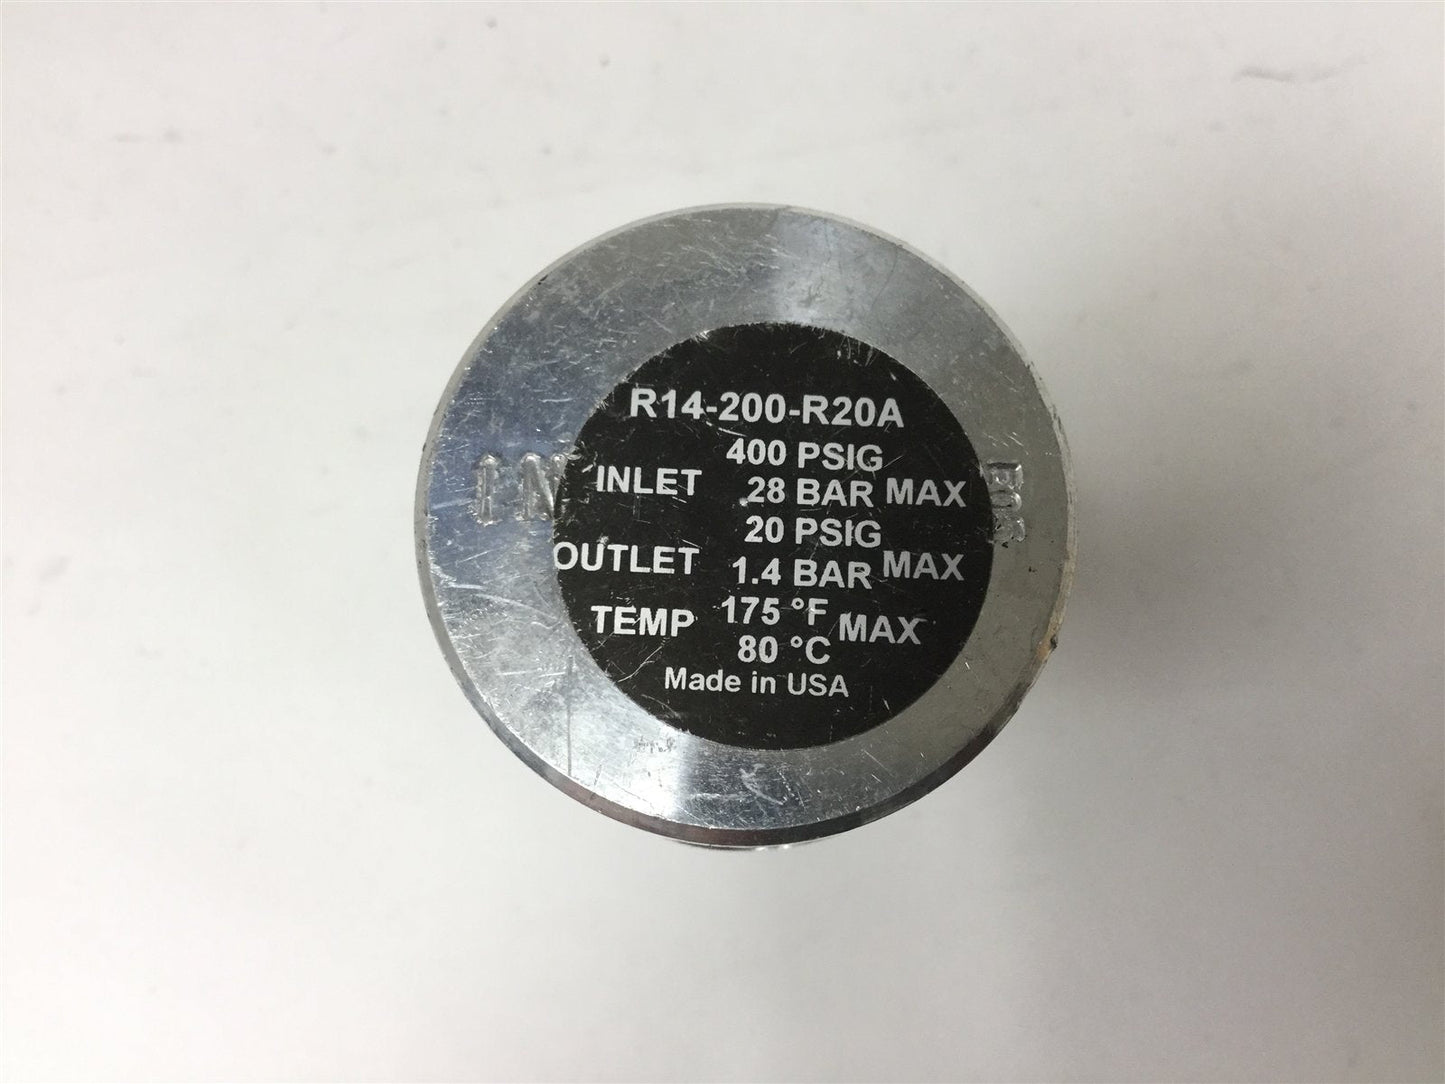 R14-200-R20A
400 PSIG
INLET 28 BAR MAX
20 PSIG
OUTLET 1.4 BAR MAX
TEMP 175 °F MAX
80 °C
Made in USA
IN